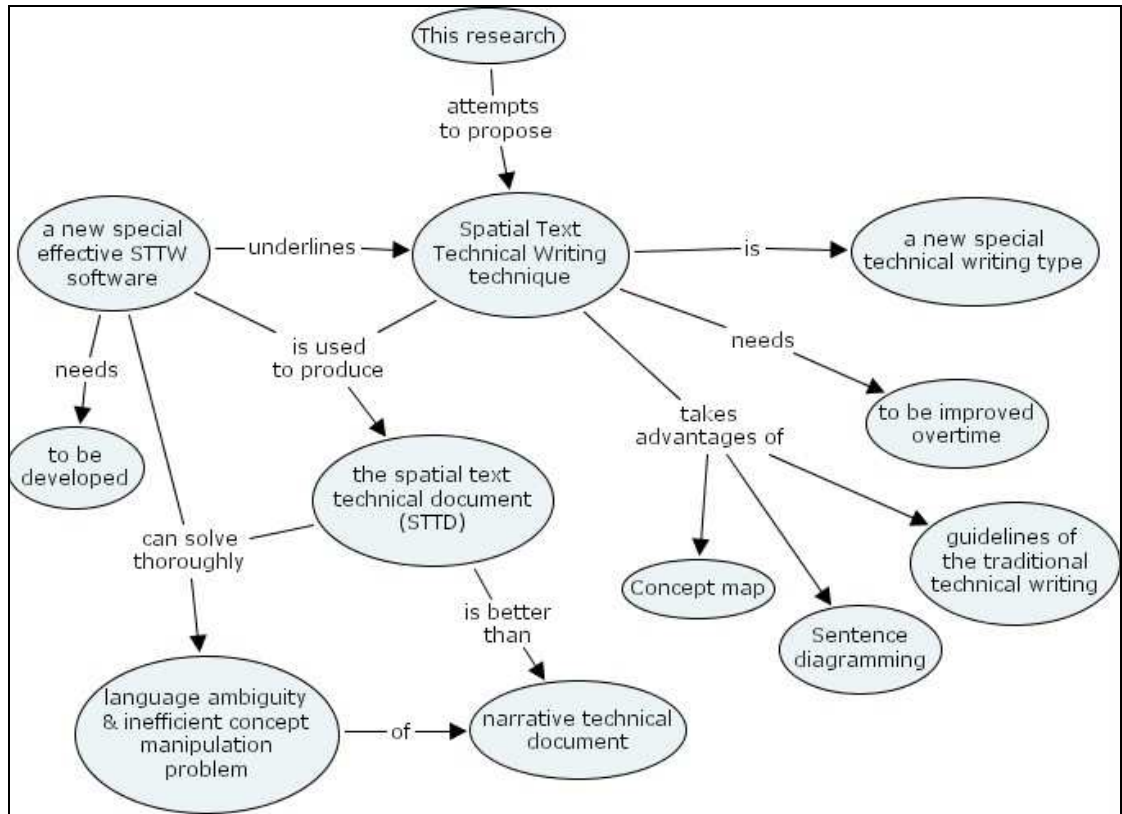 This research
attempts
to propose
a new special
effective STTW
software
underlines
Spatial Text
Technical Writing
technique
is
a new special
technical writing type
needs
is used
to produce
needs
to be
developed
takes
advantages of
to be improved
overtime
the spatial text
technical document
(STTD)
can solve
thoroughly
Concept map
guidelines of
the traditional
technical writing
is better
than
Sentence
diagramming
language ambiguity
& inefficient concept
manipulation
problem
of
narrative technical
document